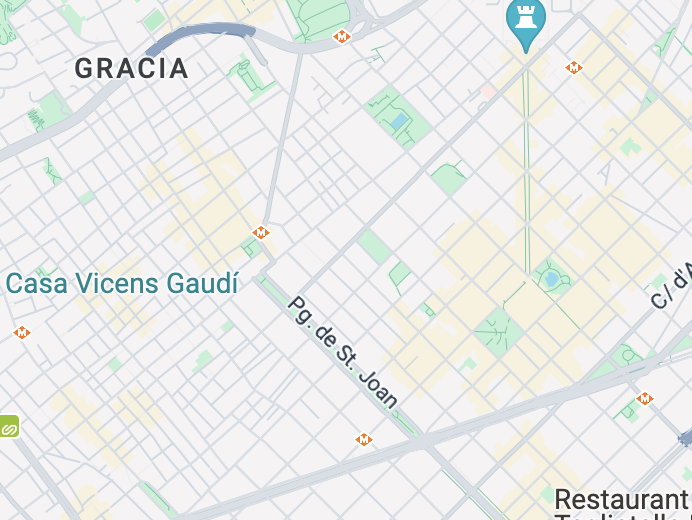 GRACIA
Casa Vicens Gaudí
Pg. de St. Joan
C/ d'A
Restaurant